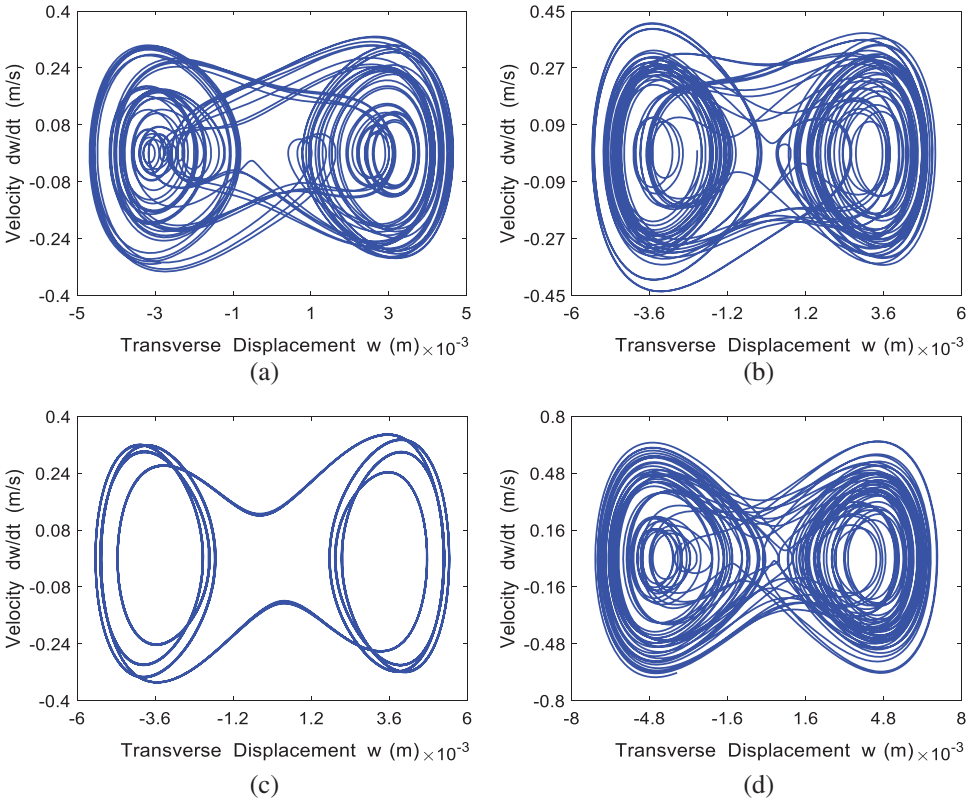 0.4
0.24
0.08
-0.08
-0.24
-0.4
Velocity dw/dt (m/s)
-5 -3 -1 1 3 5
Transverse Displacement w (m) ×10-3
(a)
0.45
0.27
0.09
-0.09
-0.27
-0.45
Velocity dw/dt (m/s)
-6 -3.6 -1.2 1.2 3.6 6
Transverse Displacement w (m) ×10-3
(b)
0.4
0.24
0.08
-0.08
-0.24
-0.4
Velocity dw/dt (m/s)
-6 -3.6 -1.2 1.2 3.6 6
Transverse Displacement w (m) ×10-3
(c)
0.8
0.48
0.16
-0.16
-0.48
-0.8
Velocity dw/dt (m/s)
-8 -4.8 -1.6 1.6 4.8 8
Transverse Displacement w (m) ×10-3
(d)